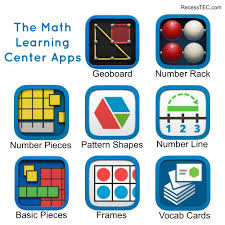 RecessTEC.com
The Math
Learning
Center Apps
Geoboard
Number Rack
Number Pieces
Pattern Shapes
1 2 3
Number Line
Basic Pieces
Frames
Vocab Cards